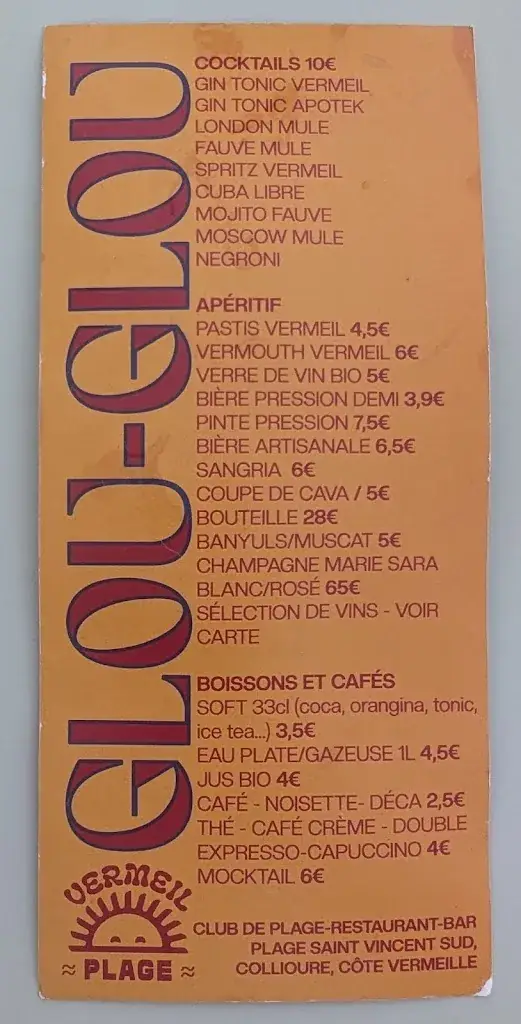 GLOU-GLOU
COCKTAILS 10€
GIN TONIC VERMEIL
GIN TONIC APOTEK
LONDON MULE
FAUVE MULE
SPRITZ VERMEIL
CUBA LIBRE
MOJITO FAUVE
MOSCOW MULE
NEGRONI
APÉRITIF
PASTIS VERMEIL 4,5€
VERMOUTH VERMEIL 6€
VERRE DE VIN BIO 5€
BIÈRE PRESSION DEMI 3,9€
PINTE PRESSION 7,5€
BIÈRE ARTISANALE 6,5€
SANGRIA 6€
COUPE DE CAVA / 5€
BOUTEILLE 28€
BANYULS/MUSCAT 5€
CHAMPAGNE MARIE SARA
BLANC/ROSÉ 65€
SÉLECTION DE VINS - VOIR
CARTE
BOISSONS ET CAFÉS
SOFT 33cl (coca, orangina, tonic,
ice tea...) 3,5€
EAU PLATE/GAZEUSE 1L 4,5€
JUS BIO 4€
CAFÉ - NOISETTE- DÉCA 2,5€
THÉ - CAFÉ CRÈME - DOUBLE
EXPRESSO-CAPUCCINO 4€
MOCKTAIL 6€
VERMEIL
≈ PLAGE ≈
CLUB DE PLAGE-RESTAURANT-BAR
PLAGE SAINT VINCENT SUD,
COLLIOURE, CÔTE VERMEILLE